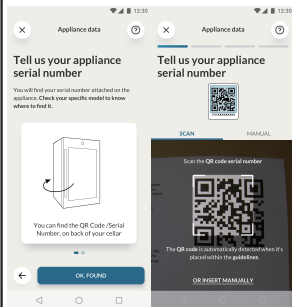 12:30
Appliance data
Tell us your appliance
serial number
You will find your serial number attached on the
appliance. Check your specific model to know
where to find it.
You can find the QR Code /Serial
Number, on back of your cellar
OK, FOUND
12:30
Appliance data
Tell us your appliance
serial number
SCAN
MANUAL
Scan the QR code serial number
The QR code is automatically detected when it's
placed within the guidelines.
OR INSERT MANUALLY